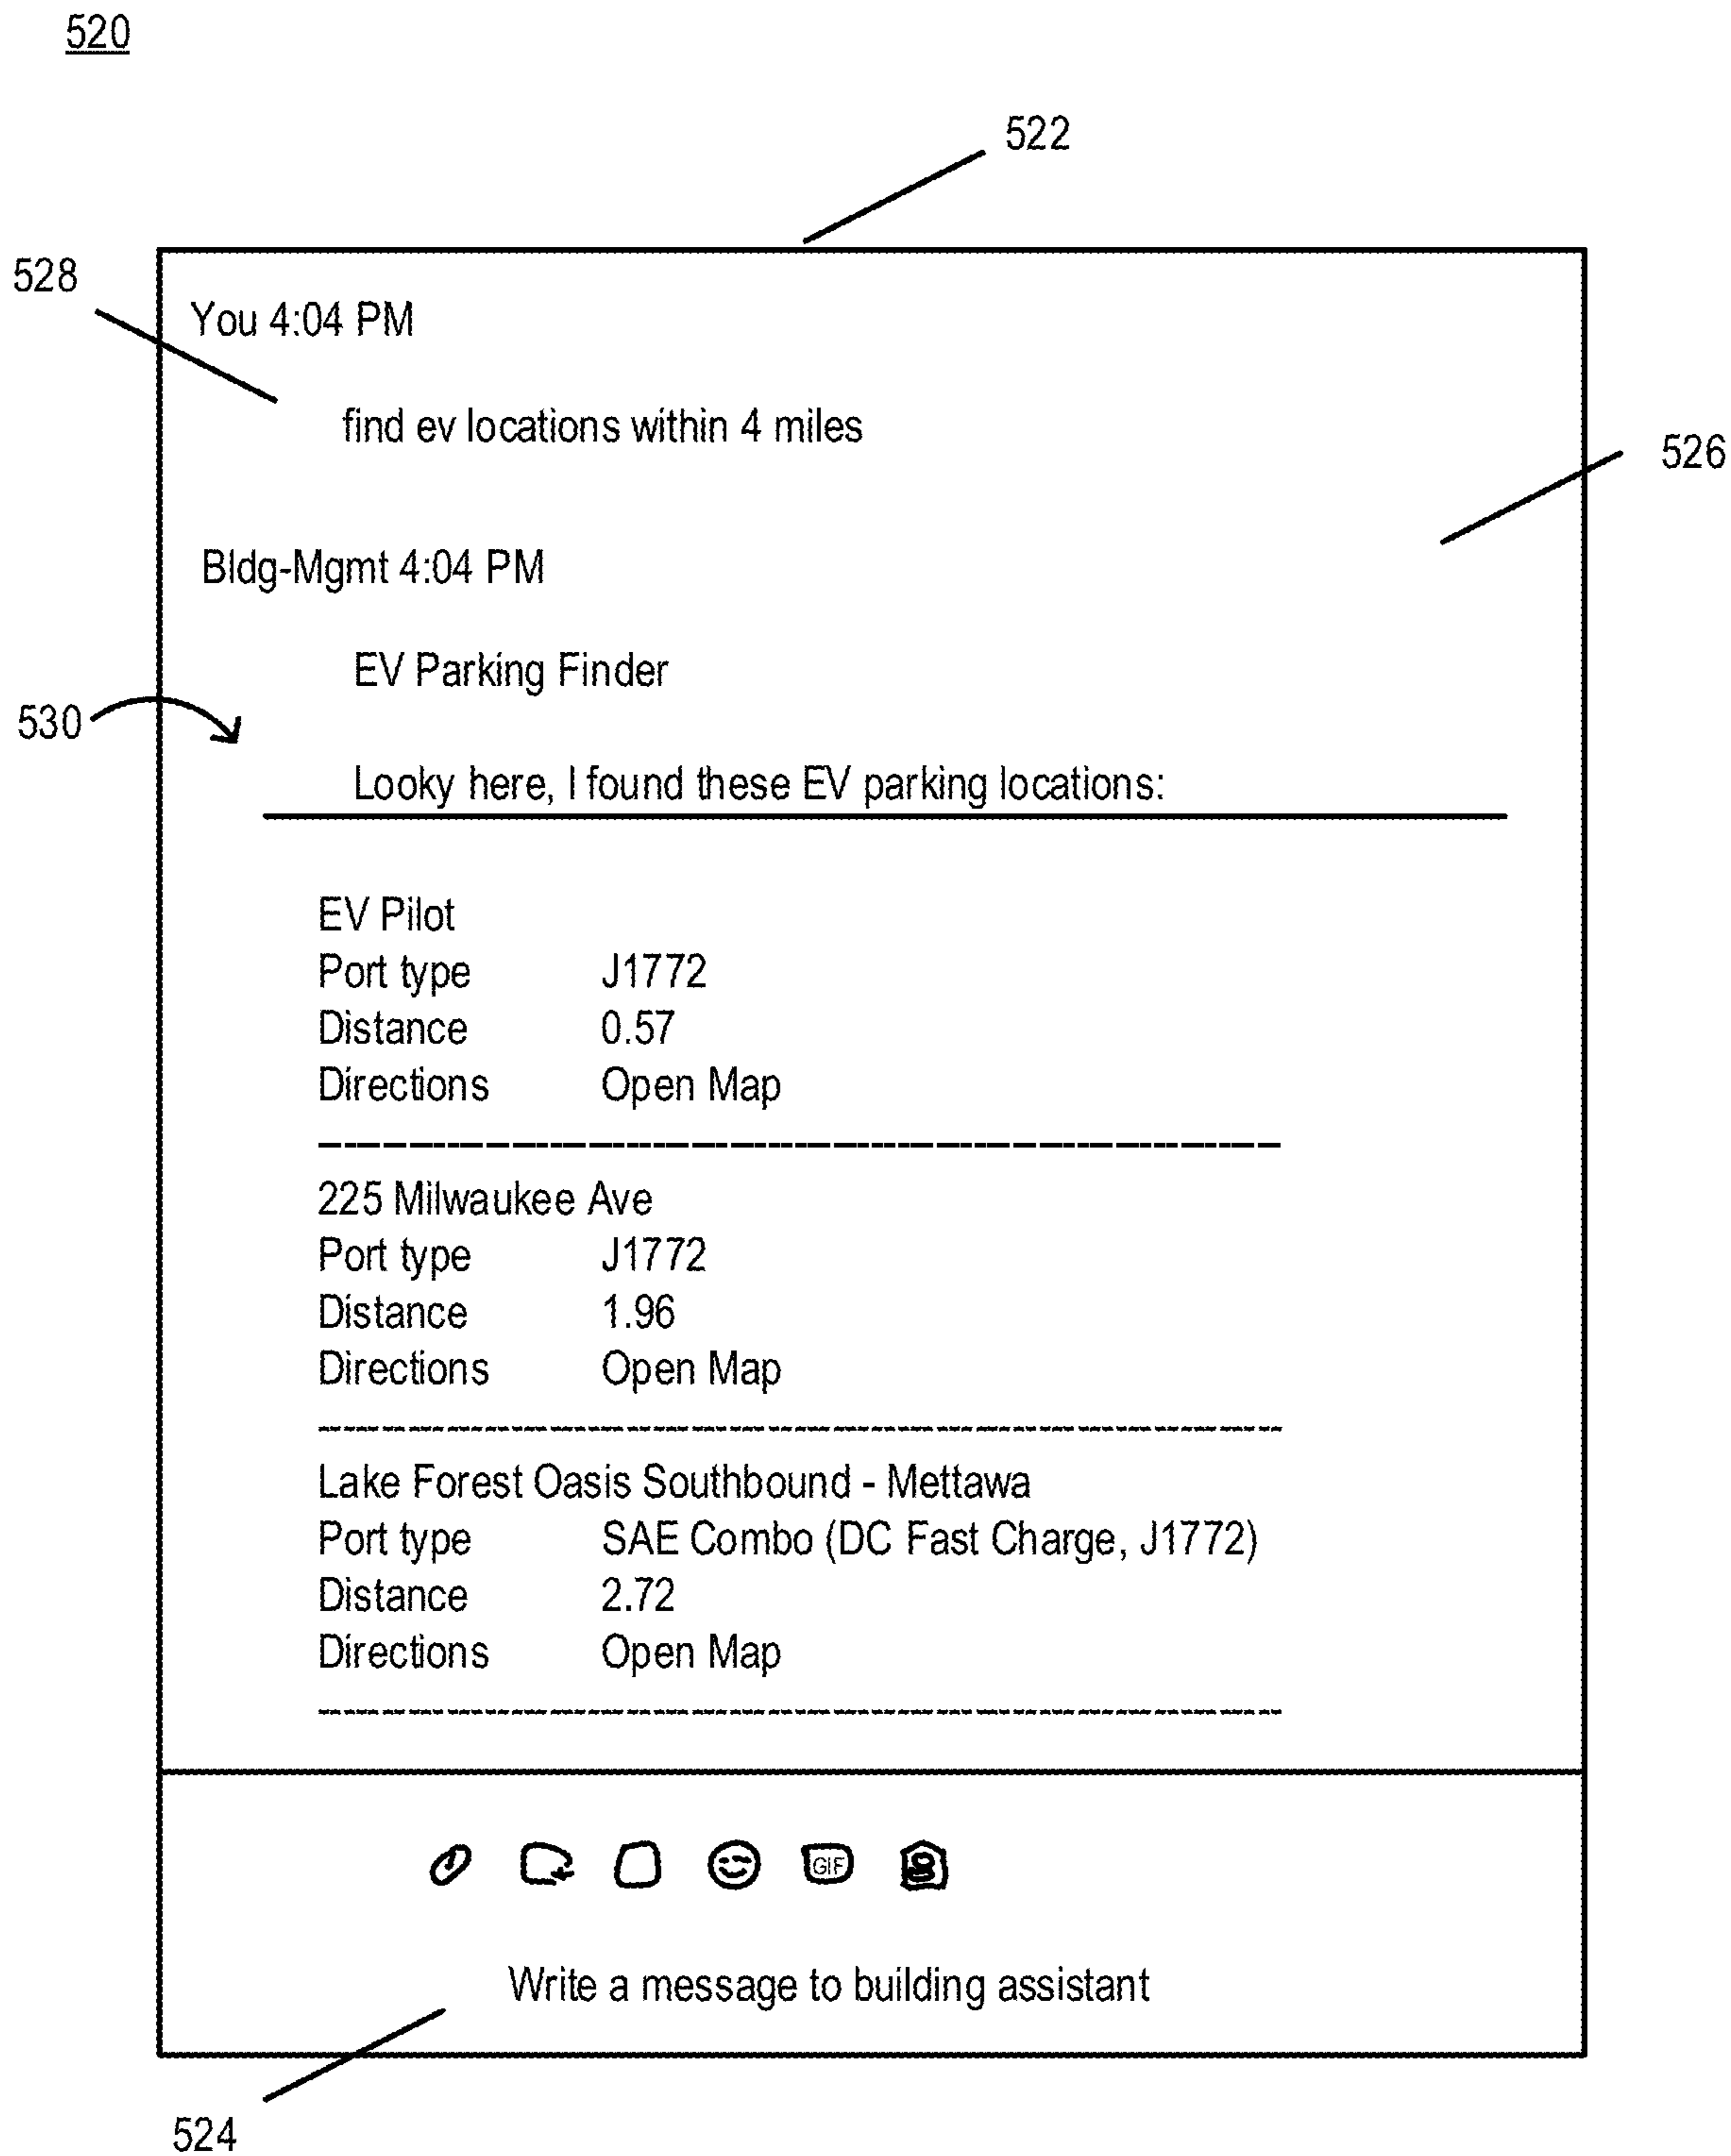 520
522
528
You 4:04 PM
find ev locations within 4 miles
526
Bldg-Mgmt 4:04 PM
EV Parking Finder
530
Looky here, I found these EV parking locations:
EV Pilot
Port type J1772
Distance 0.57
Directions Open Map
225 Milwaukee Ave
Port type J1772
Distance 1.96
Directions Open Map
Lake Forest Oasis Southbound - Mettawa
Port type SAE Combo (DC Fast Charge, J1772)
Distance 2.72
Directions Open Map
GIF
Write a message to building assistant
524